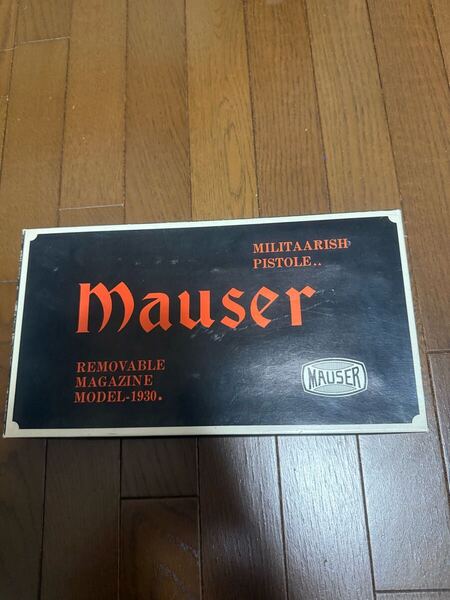 MILITAARISH
PISTOLE..
Mauser
REMOVABLE
MAGAZINE
MODEL-1930.
MAUSER